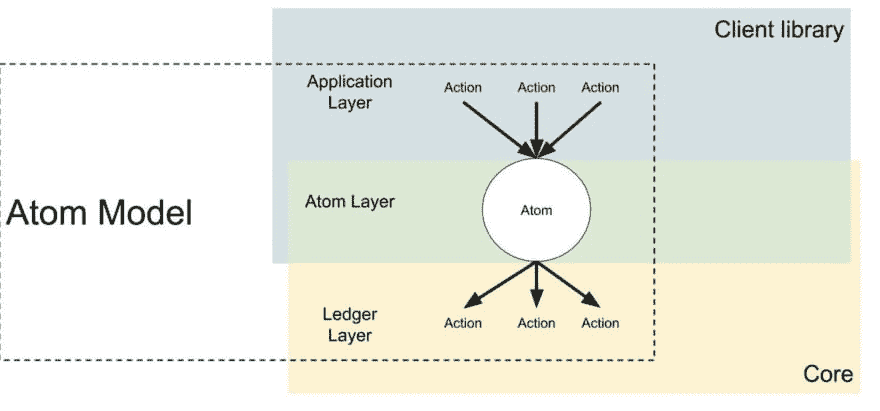 Client library
Application
Layer
Action Action Action
Atom Layer
Atom
Atom Model
Ledger
Layer
Action Action Action
Core